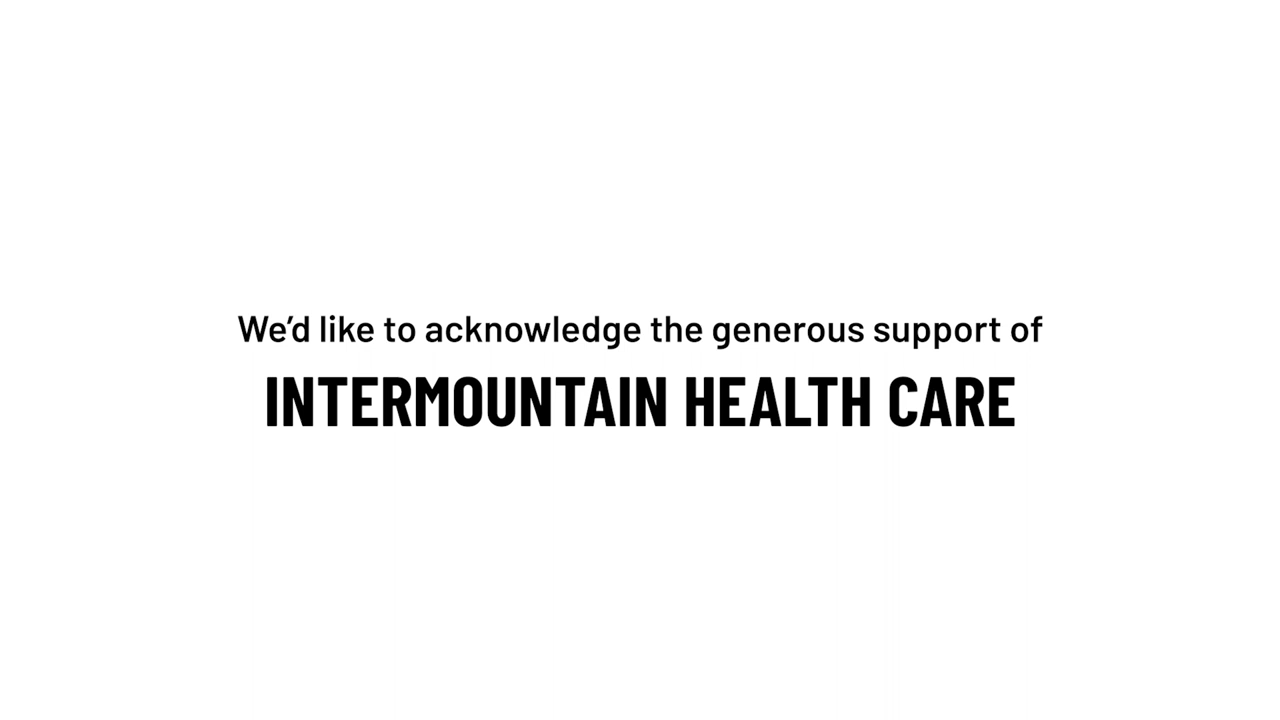 We’d like to acknowledge the generous support of
INTERMOUNTAIN HEALTH CARE